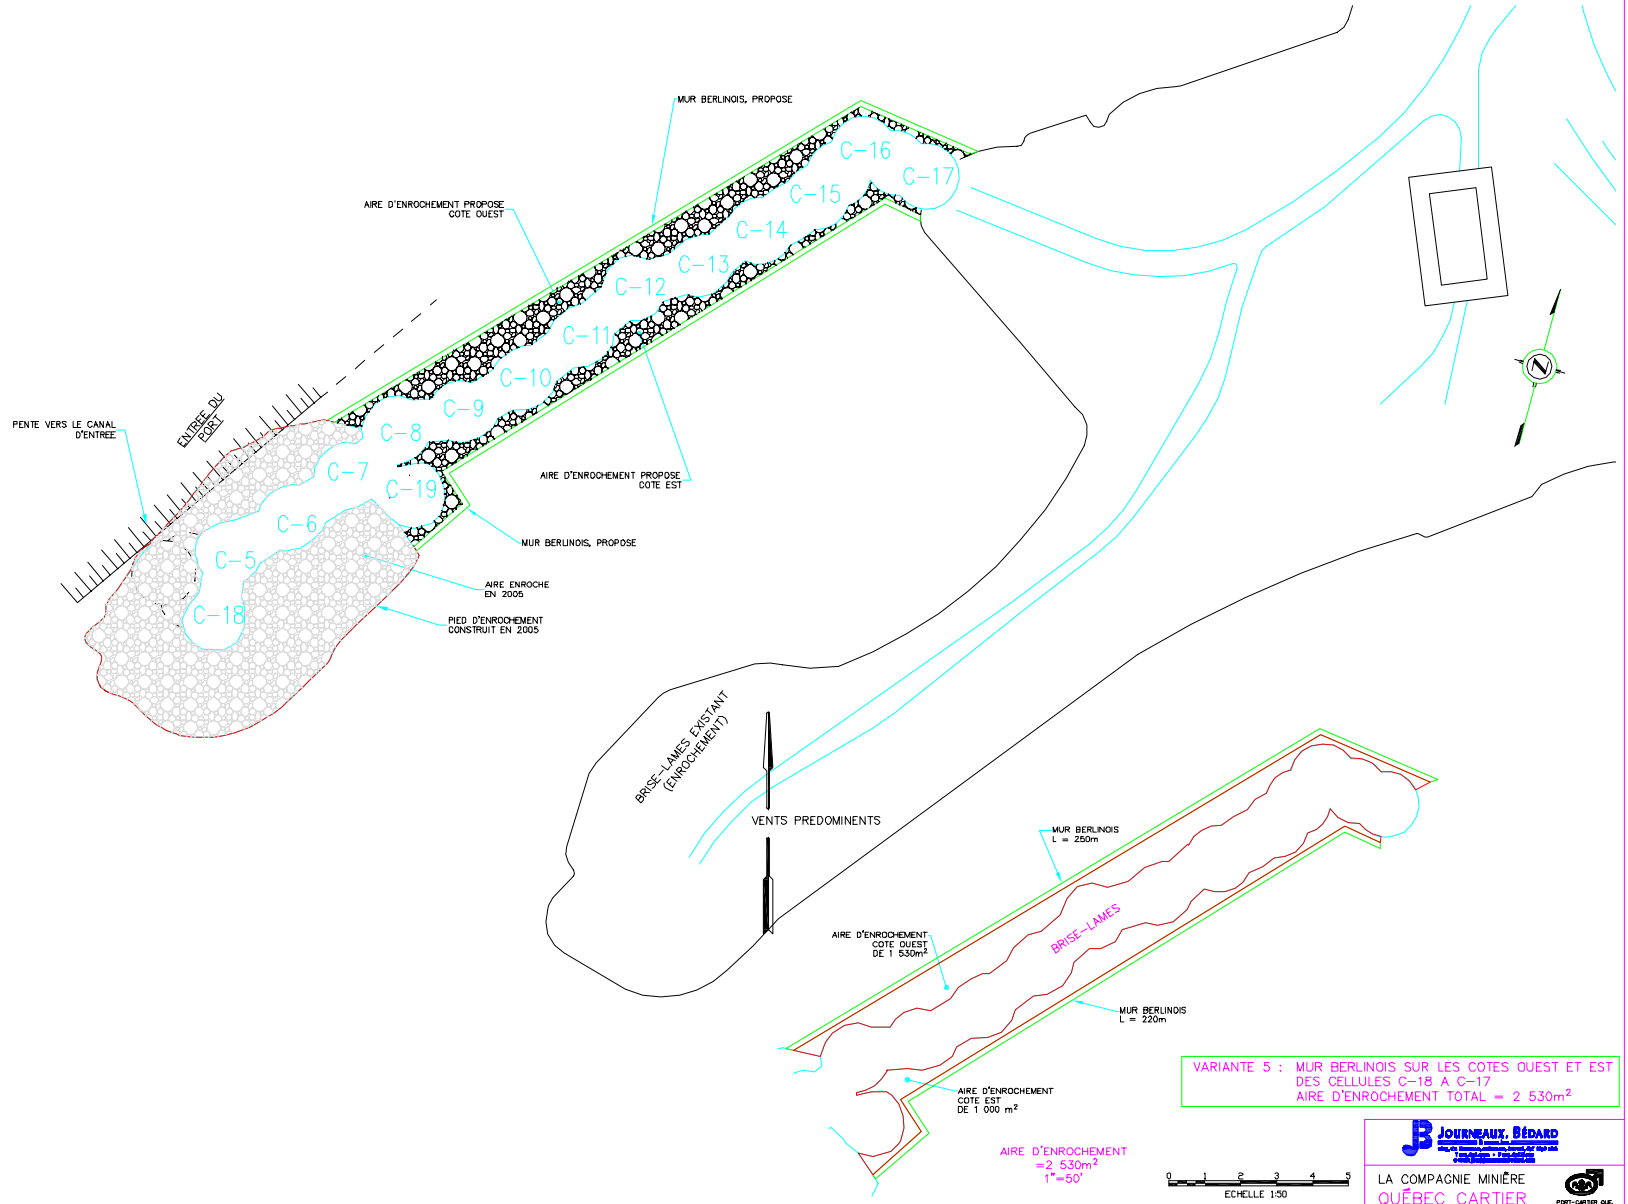 MUR BERLINOIS, PROPOSE
C-16
C-17
C-15
AIRE D'ENROCHEMENT PROPOSE
COTE OUEST
C-14
C-13
C-12
C-11
C-10
C-9
C-8
ENTREE DU
PORT
PENTE VERS LE CANAL
D'ENTREE
C-7
C-19
AIRE D'ENROCHEMENT PROPOSE
COTE EST
C-6
MUR BERLINOIS, PROPOSE
C-5
AIRE ENROCHE
EN 2005
C-18
PIED D'ENROCHEMENT
CONSTRUIT EN 2005
N
BRISE-LAMES EXISTANT
(ENROCHEMENT)
VENTS PREDOMINENTS
MUR BERLINOIS
L = 250m
BRISE-LAMES
AIRE D'ENROCHEMENT
COTE OUEST
DE 1 530m²
MUR BERLINOIS
L = 220m
AIRE D'ENROCHEMENT
COTE EST
DE 1 000 m²
VARIANTE 5 : MUR BERLINOIS SUR LES COTES OUEST ET EST
DES CELLULES C-18 A C-17
AIRE D'ENROCHEMENT TOTAL = 2 530m²
AIRE D'ENROCHEMENT
=2 530m²
1"=50'
0 1 2 3 4 5
ECHELLE 1:50
JB JOURNEAUX, BÉDARD
LA COMPAGNIE MINIÈRE
QUÉBEC CARTIER
PORT-CARTIER QUE.